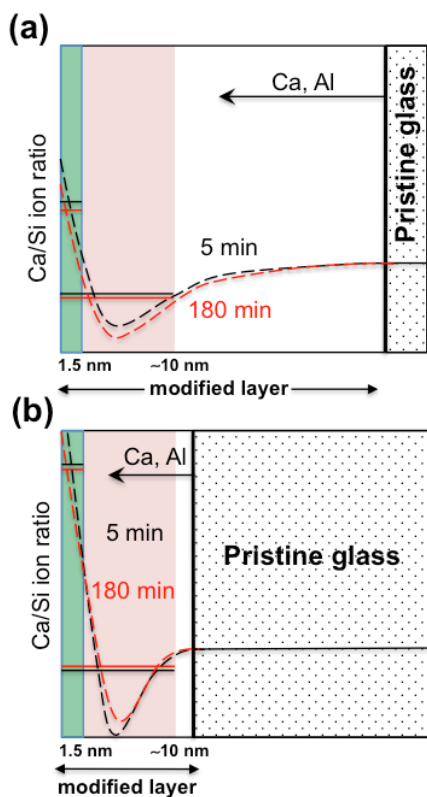 (a)
Ca, Al
Pristine glass
Ca/Si ion ratio
5 min
180 min
1.5 nm
~10 nm
modified layer
(b)
Ca, Al
Ca/Si ion ratio
5 min
Pristine glass
180 min
1.5 nm
~10 nm
modified layer